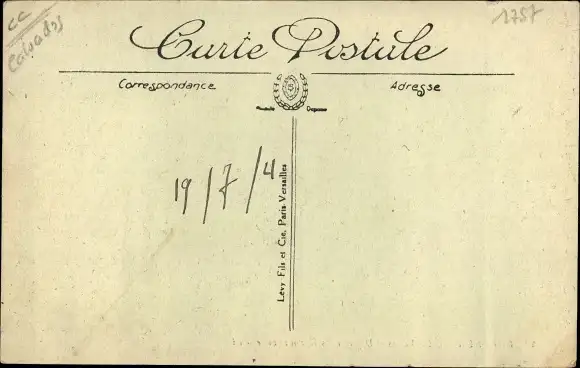 CC
Calvados
1757
Carte Postale
Correspondance
Adresse
19/7/4
Lévy Fils et Cie, Paris-Versailles